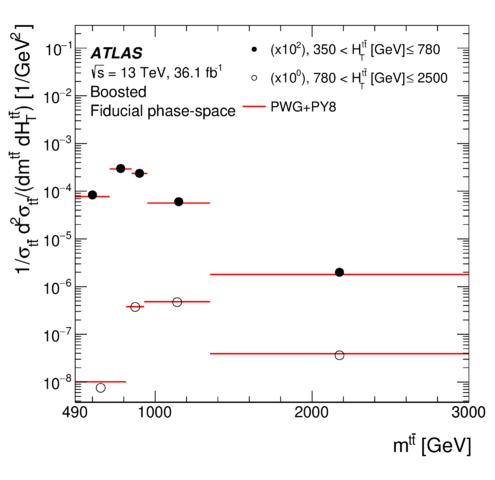 1/σ_tt̄ d²σ_tt̄/(dm^tt̄ dH_T^tt̄) [1/GeV²]
ATLAS
√s = 13 TeV, 36.1 fb⁻¹
Boosted
Fiducial phase-space
(x10²), 350 < H_T^tt̄ [GeV] ≤ 780
(x10⁰), 780 < H_T^tt̄ [GeV] ≤ 2500
PWG+PY8
10⁻¹
10⁻²
10⁻³
10⁻⁴
10⁻⁵
10⁻⁶
10⁻⁷
10⁻⁸
490 1000 2000 3000
m^tt̄ [GeV]